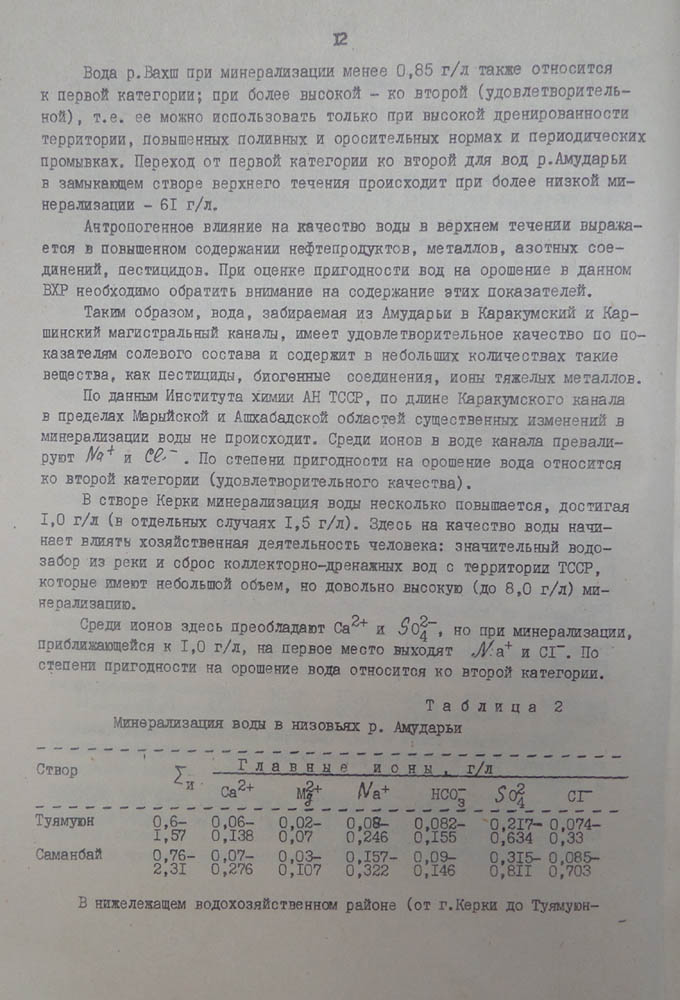 I2
Вода р.Вахш при минерализации менее 0,85 г/л также относится
к первой категории; при более высокой - ко второй (удовлетворитель-
ной), т.е. ее можно использовать только при высокой дренированности
территории, повышенных поливных и оросительных нормах и периодических
промывках. Переход от первой категории ко второй для вод р.Амударьи
в замыкающем створе верхнего течения происходит при более низкой ми-
нерализации - 6I г/л.
Антропогенное влияние на качество воды в верхнем течении выража-
ется в повышенном содержании нефтепродуктов, металлов, азотных сое-
динений, пестицидов. При оценке пригодности вод на орошение в данном
ВХР необходимо обратить внимание на содержание этих показателей.
Таким образом, вода, забираемая из Амударьи в Каракумский и Кар-
шинский магистральный каналы, имеет удовлетворительное качество по по-
казателям солевого состава и содержит в небольших количествах такие
вещества, как пестициды, биогенные соединения, ионы тяжелых металлов.
По данным Института химии АН ТССР, по длине Каракумского канала
в пределах Марыйской и Ашхабадской областей существенных изменений в
минерализации воды не происходит. Среди ионов в воде канала превали-
руют Na⁺ и Cl⁻. По степени пригодности на орошение вода относится
ко второй категории (удовлетворительного качества).
В створе Керки минерализация воды несколько повышается, достигая
I,0 г/л (в отдельных случаях I,5 г/л). Здесь на качество воды начи-
нает влиять хозяйственная деятельность человека: значительный водо-
забор из реки и сброс коллекторно-дренажных вод с территории ТССР,
которые имеют небольшой объем, но довольно высокую (до 8,0 г/л) ми-
нерализацию.
Среди ионов здесь преобладают Ca²⁺ и SO₄²⁻, но при минерализации,
приближающейся к I,0 г/л, на первое место выходят Na⁺ и CI⁻. По
степени пригодности на орошение вода относится ко второй категории.
Таблица 2
Минерализация воды в низовьях р. Амударьи
Створ ∑и Главные ионы, г/л
Ca²⁺ Mg²⁺ Na⁺ HCO₃⁻ SO₄² CI⁻
Туямуюн 0,6- 0,06- 0,02- 0,08- 0,082- 0,217- 0,074-
I,57 0,I38 0,07 0,246 0,I55 0,634 0,33
Саманбай 0,76- 0,07- 0,03- 0,I57- 0,09- 0,3I5- 0,085-
2,3I 0,276 0,I07 0,322 0,I46 0,8II 0,703
В нижележащем водохозяйственном районе (от г.Керки до Туямуюн-